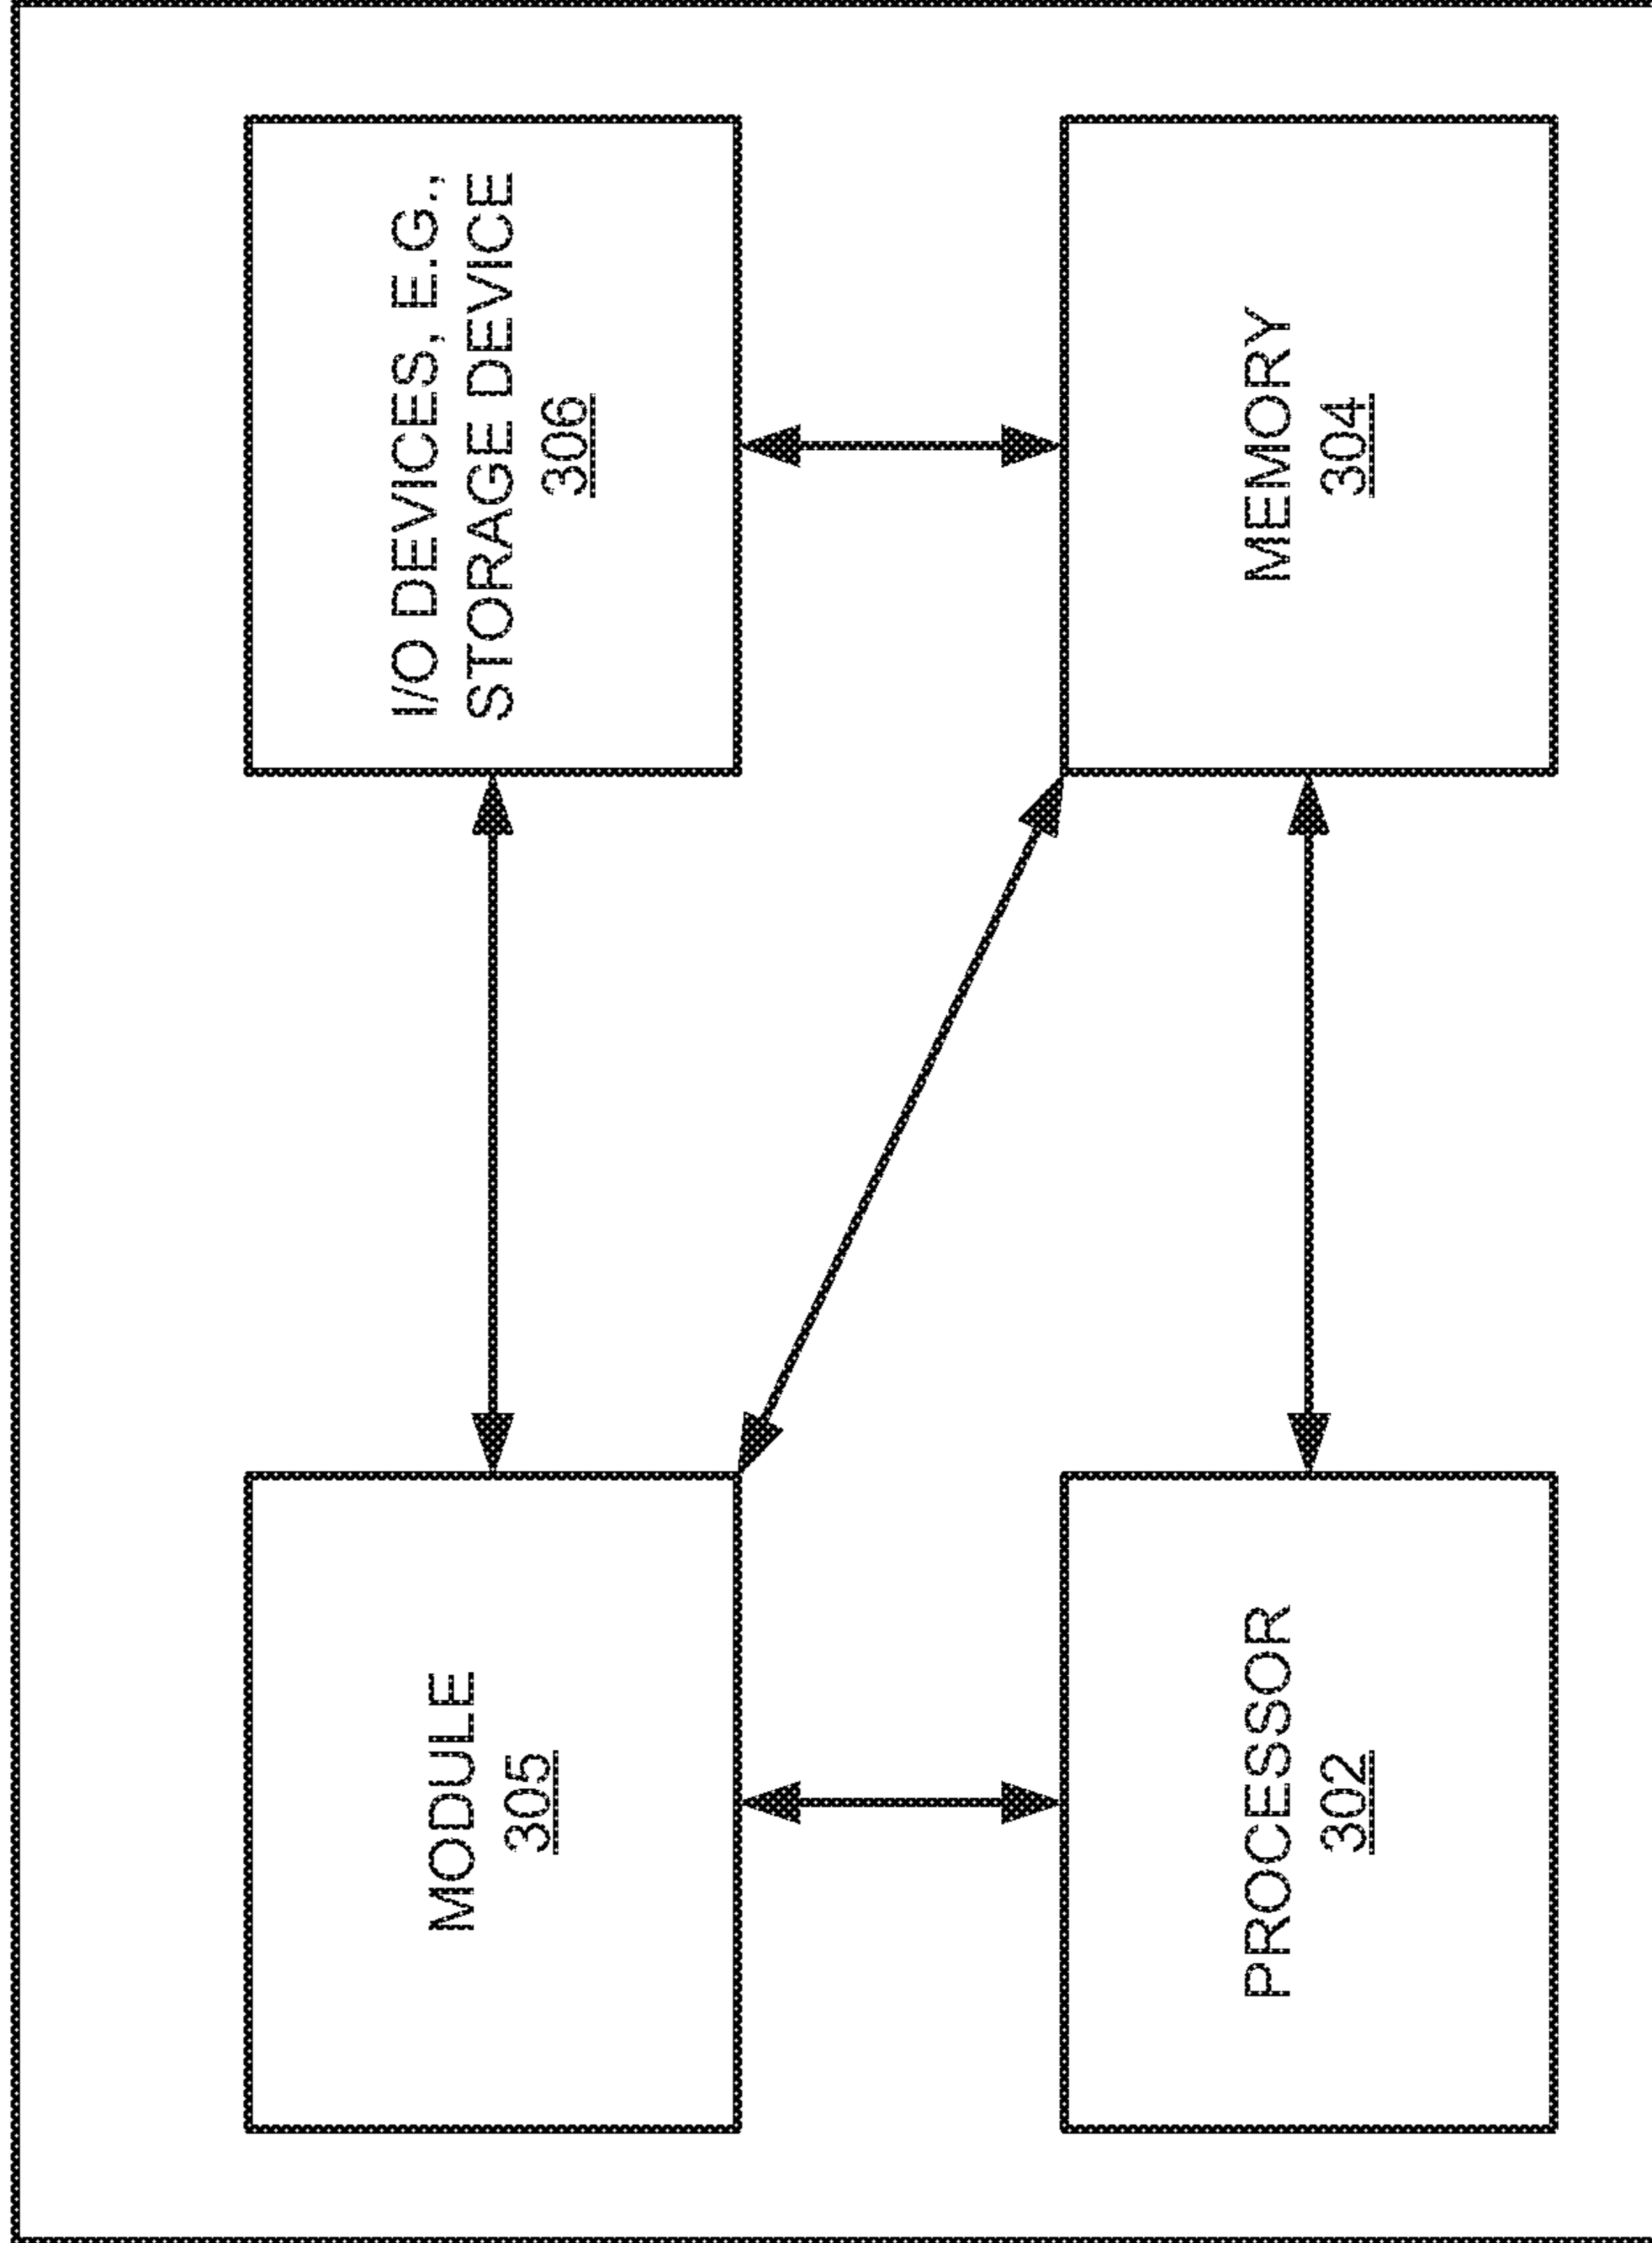 MODULE
305
I/O DEVICES, E.G.,
STORAGE DEVICE
306
PROCESSOR
302
MEMORY
304